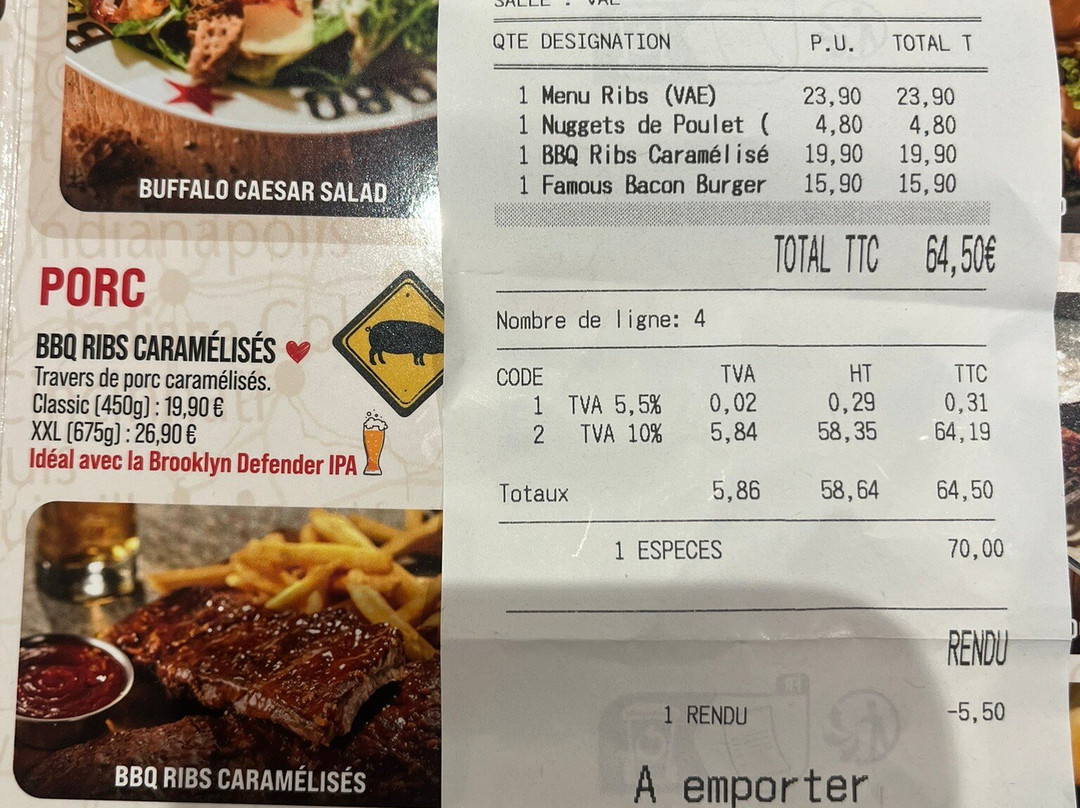 BUFFALO CAESAR SALAD
Indianapolis
PORC
BBQ RIBS CARAMÉLISÉS
Travers de porc caramélisés.
Classic (450g) : 19,90 €
XXL (675g) : 26,90 €
Idéal avec la Brooklyn Defender IPA
BBQ RIBS CARAMÉLISÉS
SALLE : VAE
QTE DESIGNATION P.U. TOTAL T
1 Menu Ribs (VAE) 23,90 23,90
1 Nuggets de Poulet ( 4,80 4,80
1 BBQ Ribs Caramélisé 19,90 19,90
1 Famous Bacon Burger 15,90 15,90
TOTAL TTC 64,50€
Nombre de ligne: 4
CODE TVA HT TTC
1 TVA 5,5% 0,02 0,29 0,31
2 TVA 10% 5,84 58,35 64,19
Totaux 5,86 58,64 64,50
1 ESPECES 70,00
RENDU
1 RENDU -5,50
A emporter